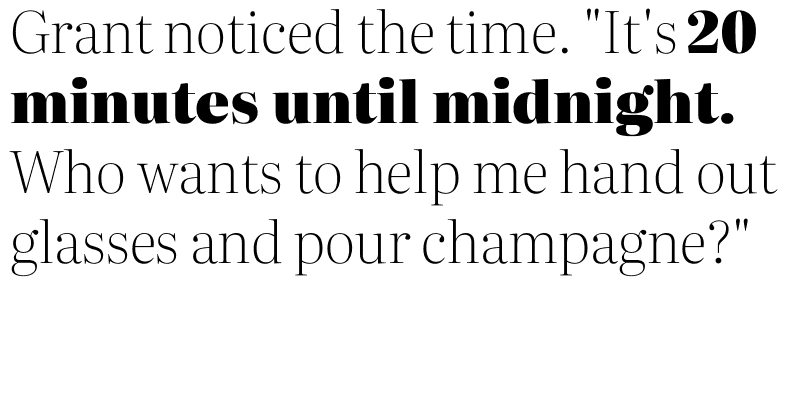 Grant noticed the time. "It's 20
minutes until midnight.
Who wants to help me hand out
glasses and pour champagne?"